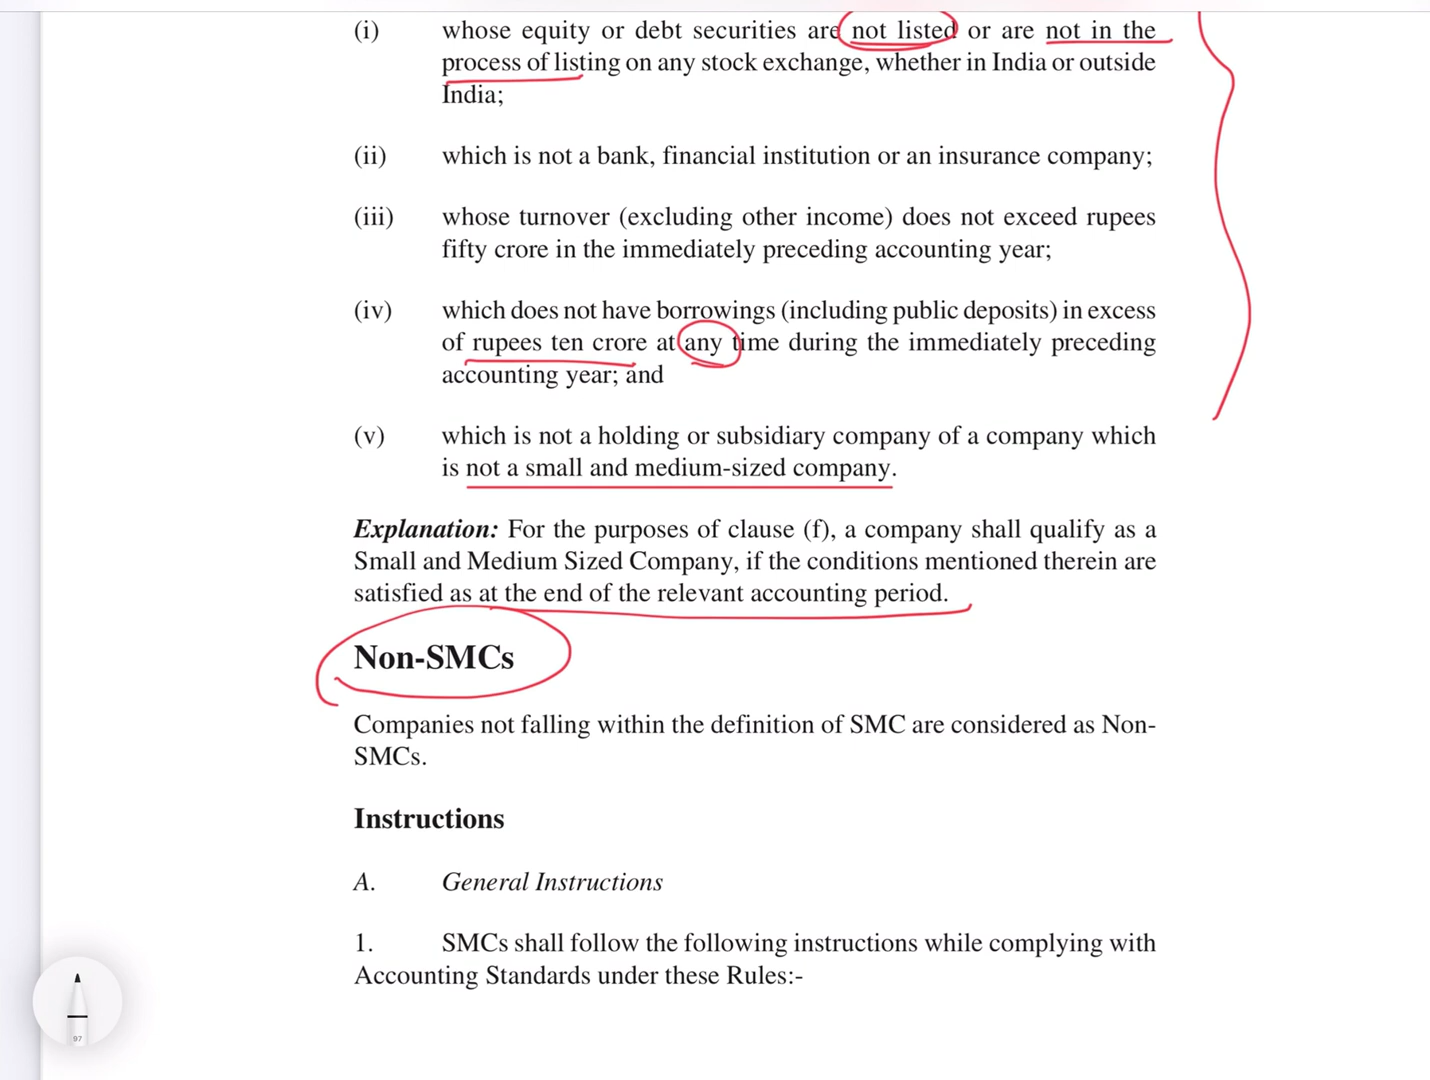 (i) whose equity or debt securities are not listed or are not in the
process of listing on any stock exchange, whether in India or outside
India;
(ii) which is not a bank, financial institution or an insurance company;
(iii) whose turnover (excluding other income) does not exceed rupees
fifty crore in the immediately preceding accounting year;
(iv) which does not have borrowings (including public deposits) in excess
of rupees ten crore at any time during the immediately preceding
accounting year; and
(v) which is not a holding or subsidiary company of a company which
is not a small and medium-sized company.
Explanation: For the purposes of clause (f), a company shall qualify as a
Small and Medium Sized Company, if the conditions mentioned therein are
satisfied as at the end of the relevant accounting period.
Non-SMCs
Companies not falling within the definition of SMC are considered as Non-
SMCs.
Instructions
A. General Instructions
1. SMCs shall follow the following instructions while complying with
Accounting Standards under these Rules:-
97